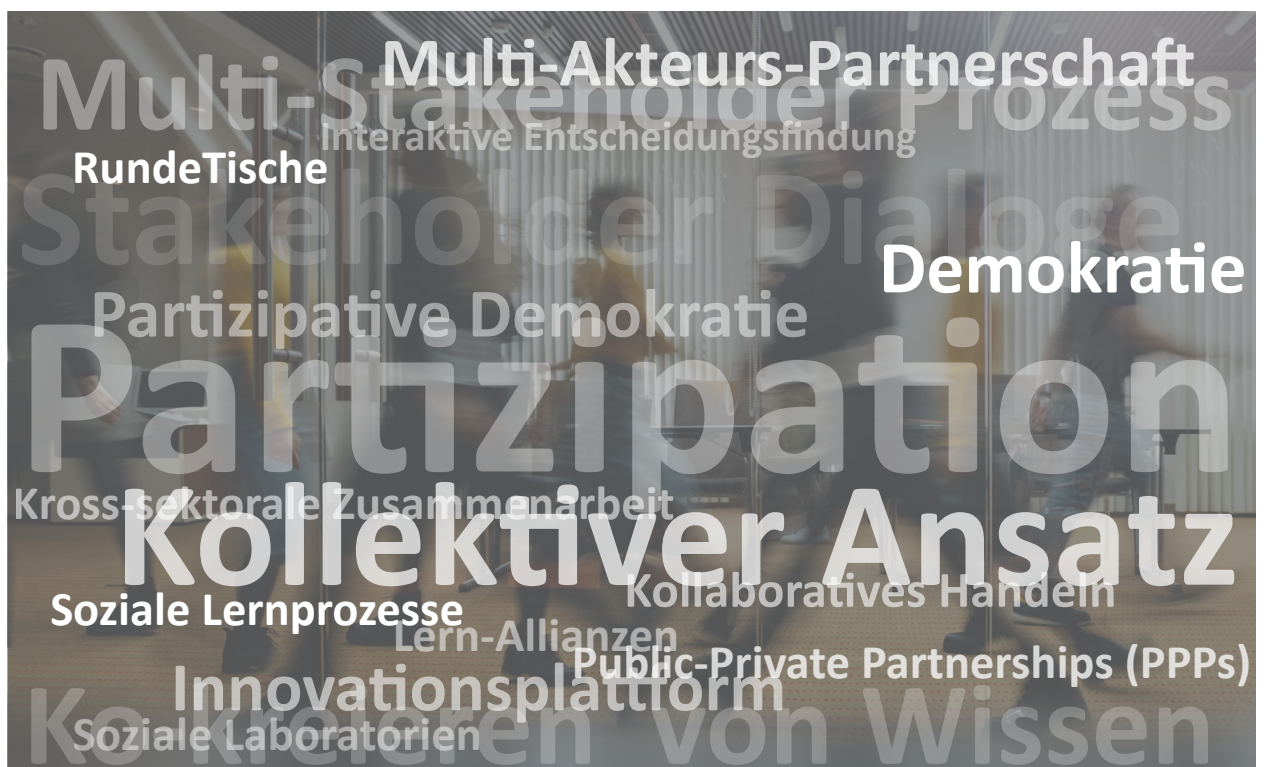 Multi-Akteurs-Partnerschaft
Multi-Stakeholder Prozess
Interaktive Entscheidungsfindung
RundeTische
Stakeholder Dialoge
Demokratie
Partizipative Demokratie
Partizipation
Kross-sektorale Zusammenarbeit
Kollektiver Ansatz
Kollaboratives Handeln
Soziale Lernprozesse
Lern-Allianzen
Public-Private Partnerships (PPPs)
Innovationsplattform
Ko-kreieren von Wissen
Soziale Laboratorien